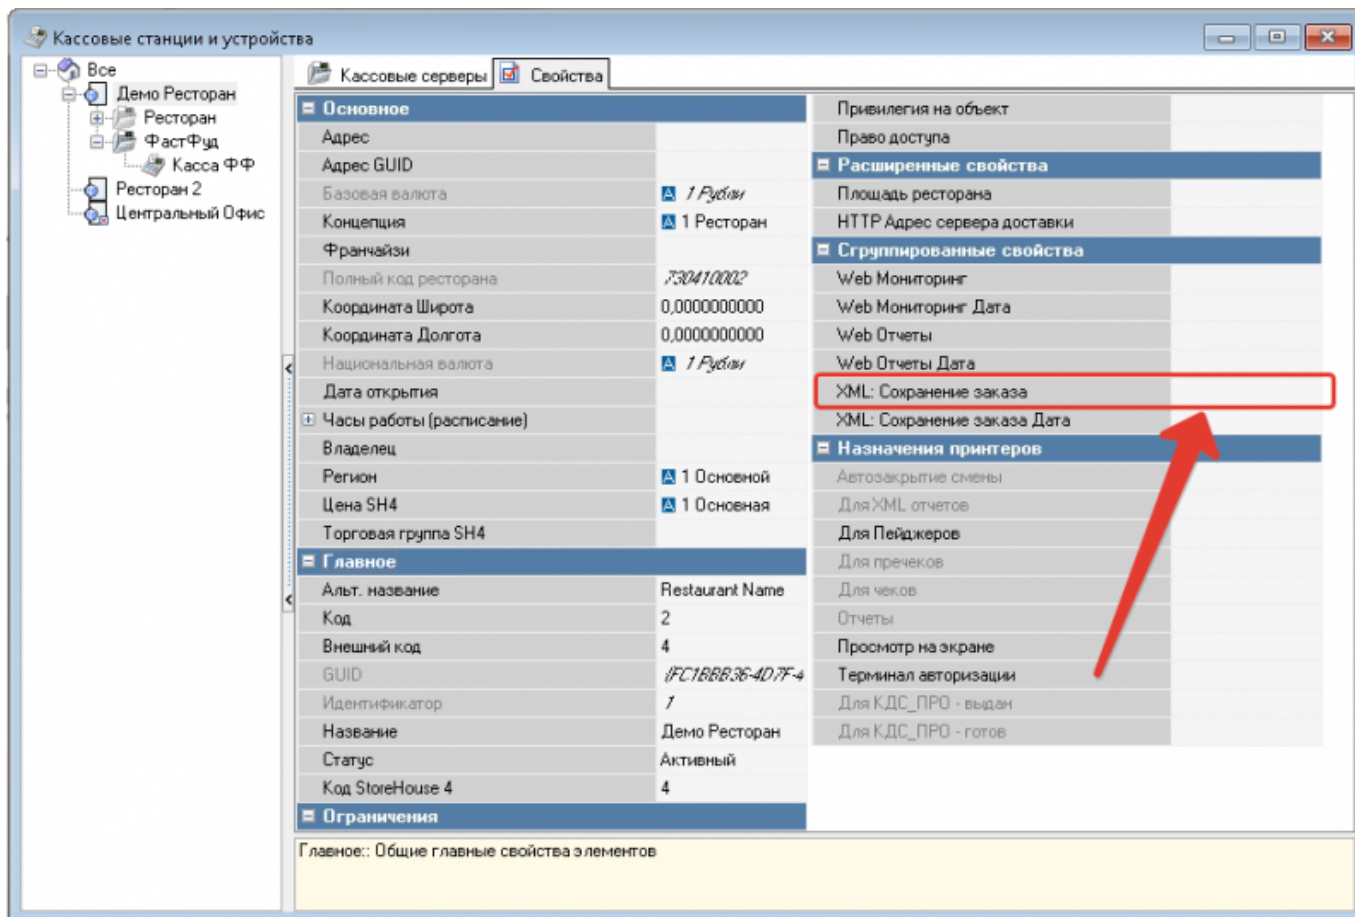 Кассовые станции и устройства
Все
Демо Ресторан
Ресторан
ФастФуд
Касса ФФ
Ресторан 2
Центральный Офис
Кассовые серверы
Свойства
Основное
Адрес
Адрес GUID
Базовая валюта 1 Рубли
Концепция 1 Ресторан
Франчайзи
Полный код ресторана 730410002
Координата Широта 0,0000000000
Координата Долгота 0,0000000000
Национальная валюта 1 Рубли
Дата открытия
Часы работы (расписание)
Владелец
Регион 1 Основной
Цена SH4 1 Основная
Торговая группа SH4
Главное
Альт. название Restaurant Name
Код 2
Внешний код 4
GUID {FC1BBB36-4D7F-4
Идентификатор 1
Название Демо Ресторан
Статус Активный
Код StoreHouse 4 4
Ограничения
Привилегия на объект
Право доступа
Расширенные свойства
Площадь ресторана
HTTP Адрес сервера доставки
Сгруппированные свойства
Web Мониторинг
Web Мониторинг Дата
Web Отчеты
Web Отчеты Дата
XML: Сохранение заказа
XML: Сохранение заказа Дата
Назначения принтеров
Автозакрытие смены
Для XML отчетов
Для Пейджеров
Для пречеков
Для чеков
Отчеты
Просмотр на экране
Терминал авторизации
Для КДС_ПРО - выдан
Для КДС_ПРО - готов
Главное:: Общие главные свойства элементов